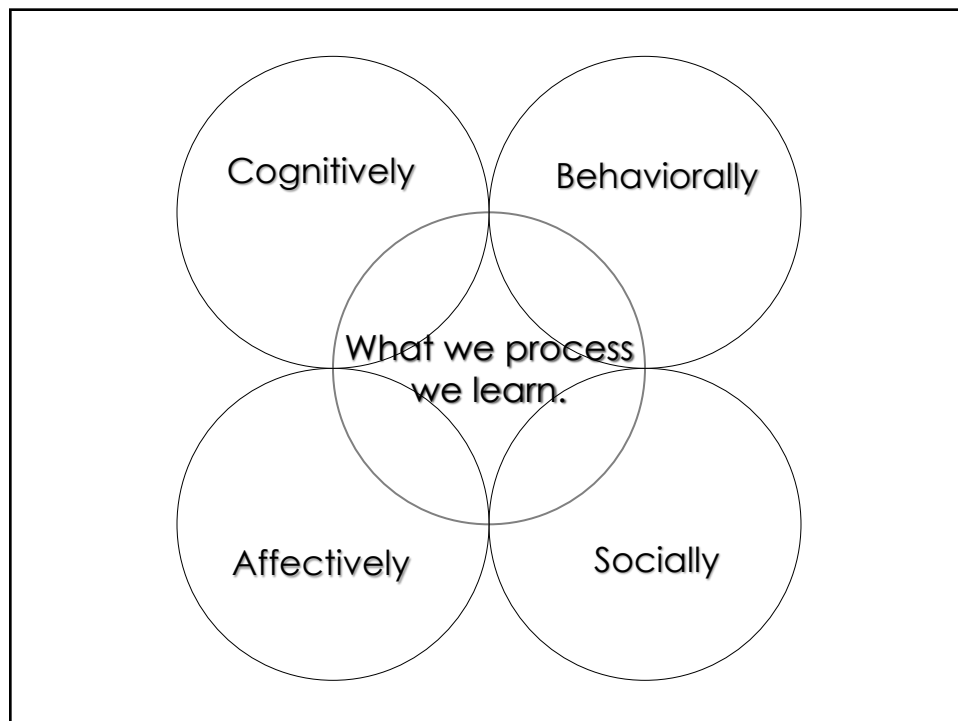 Cognitively
Behaviorally
What we process
we learn.
Affectively
Socially